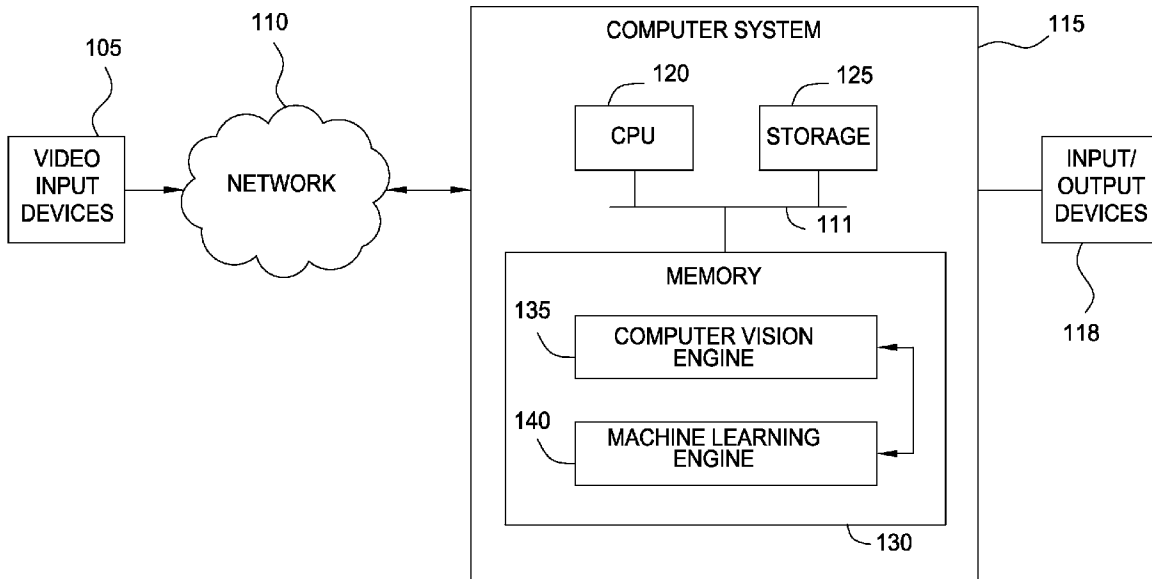 110
COMPUTER SYSTEM
115
105
120
125
CPU
STORAGE
VIDEO
INPUT
DEVICES
NETWORK
INPUT/
OUTPUT
DEVICES
111
MEMORY
135
COMPUTER VISION
ENGINE
118
140
MACHINE LEARNING
ENGINE
130